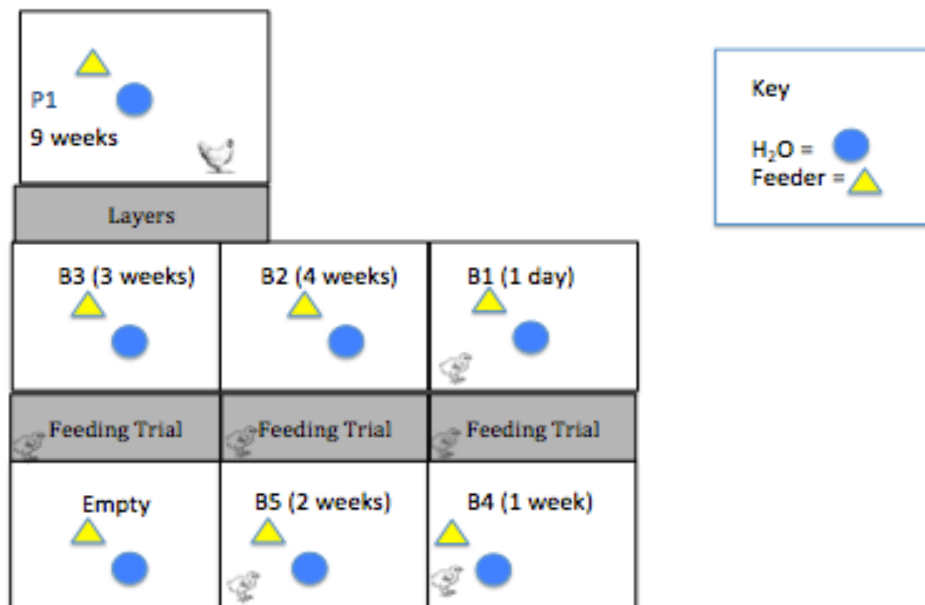 P1
9 weeks
Layers
Key
H₂O =
Feeder =
B3 (3 weeks)
B2 (4 weeks)
B1 (1 day)
Feeding Trial
Feeding Trial
Feeding Trial
Empty
B5 (2 weeks)
B4 (1 week)